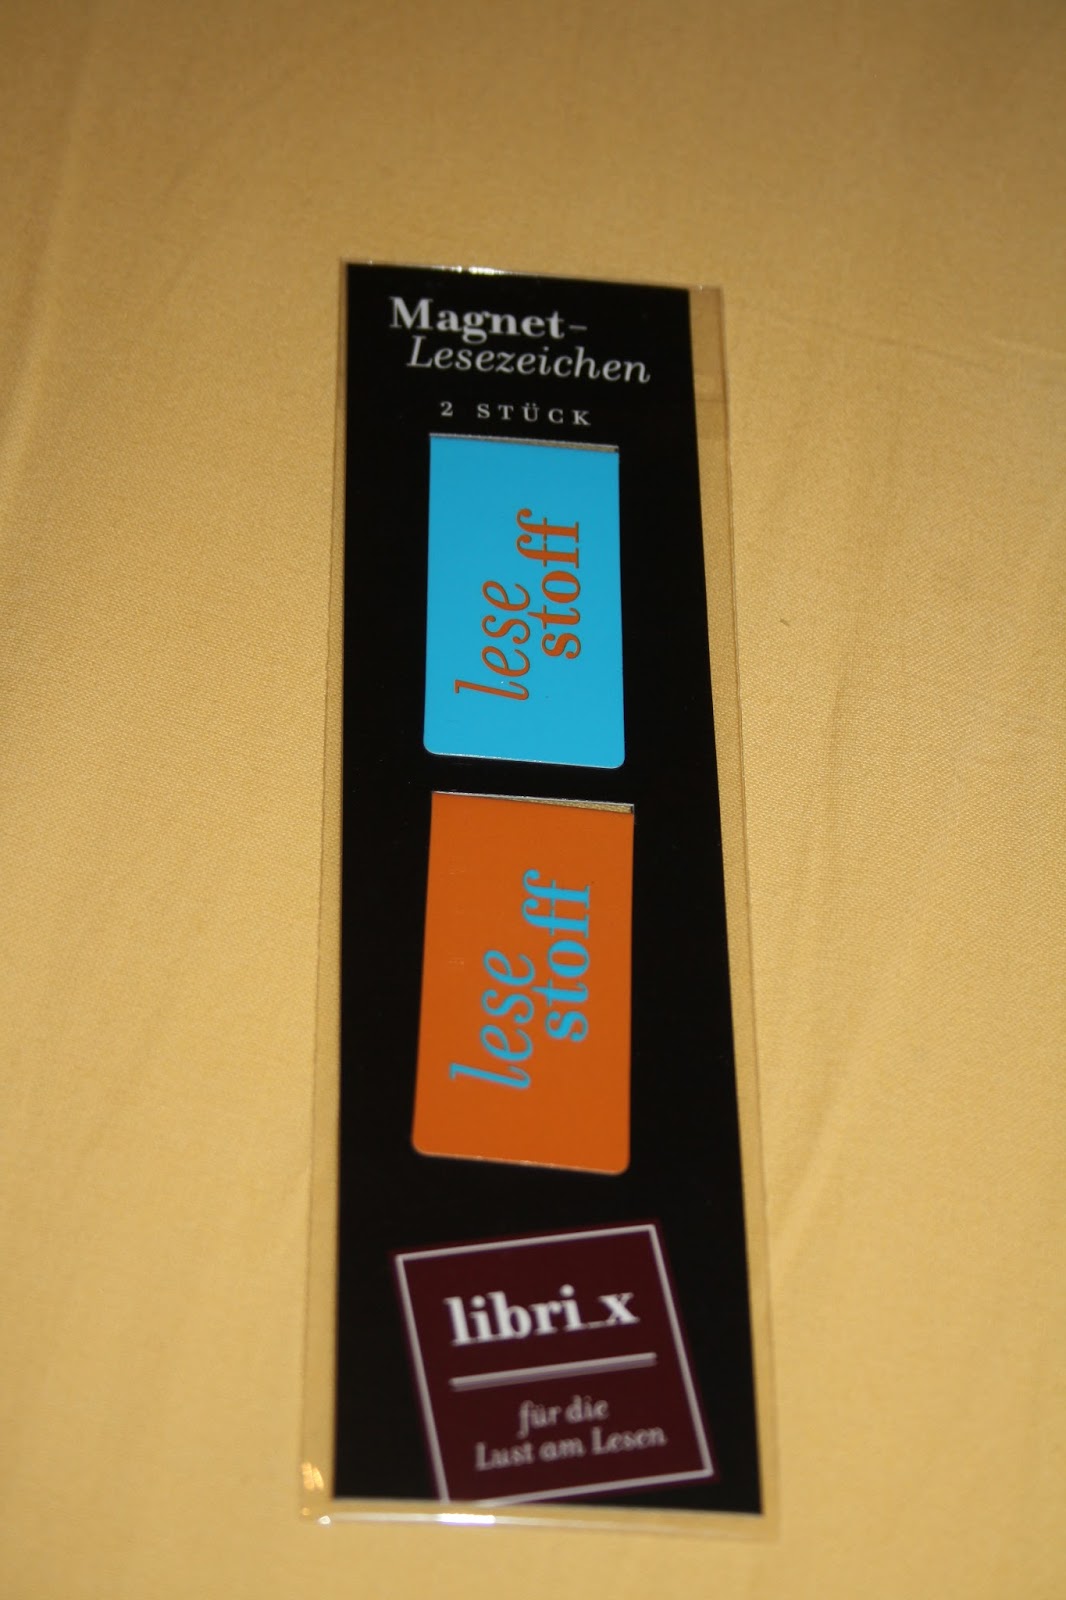 Magnet-
Lesezeichen
2 STÜCK
lese
stoff
lese
stoff
libri_x
für die
Lust am Lesen